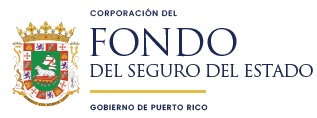 CORPORACIÓN DEL
FONDO
DEL SEGURO DEL ESTADO
GOBIERNO DE PUERTO RICO